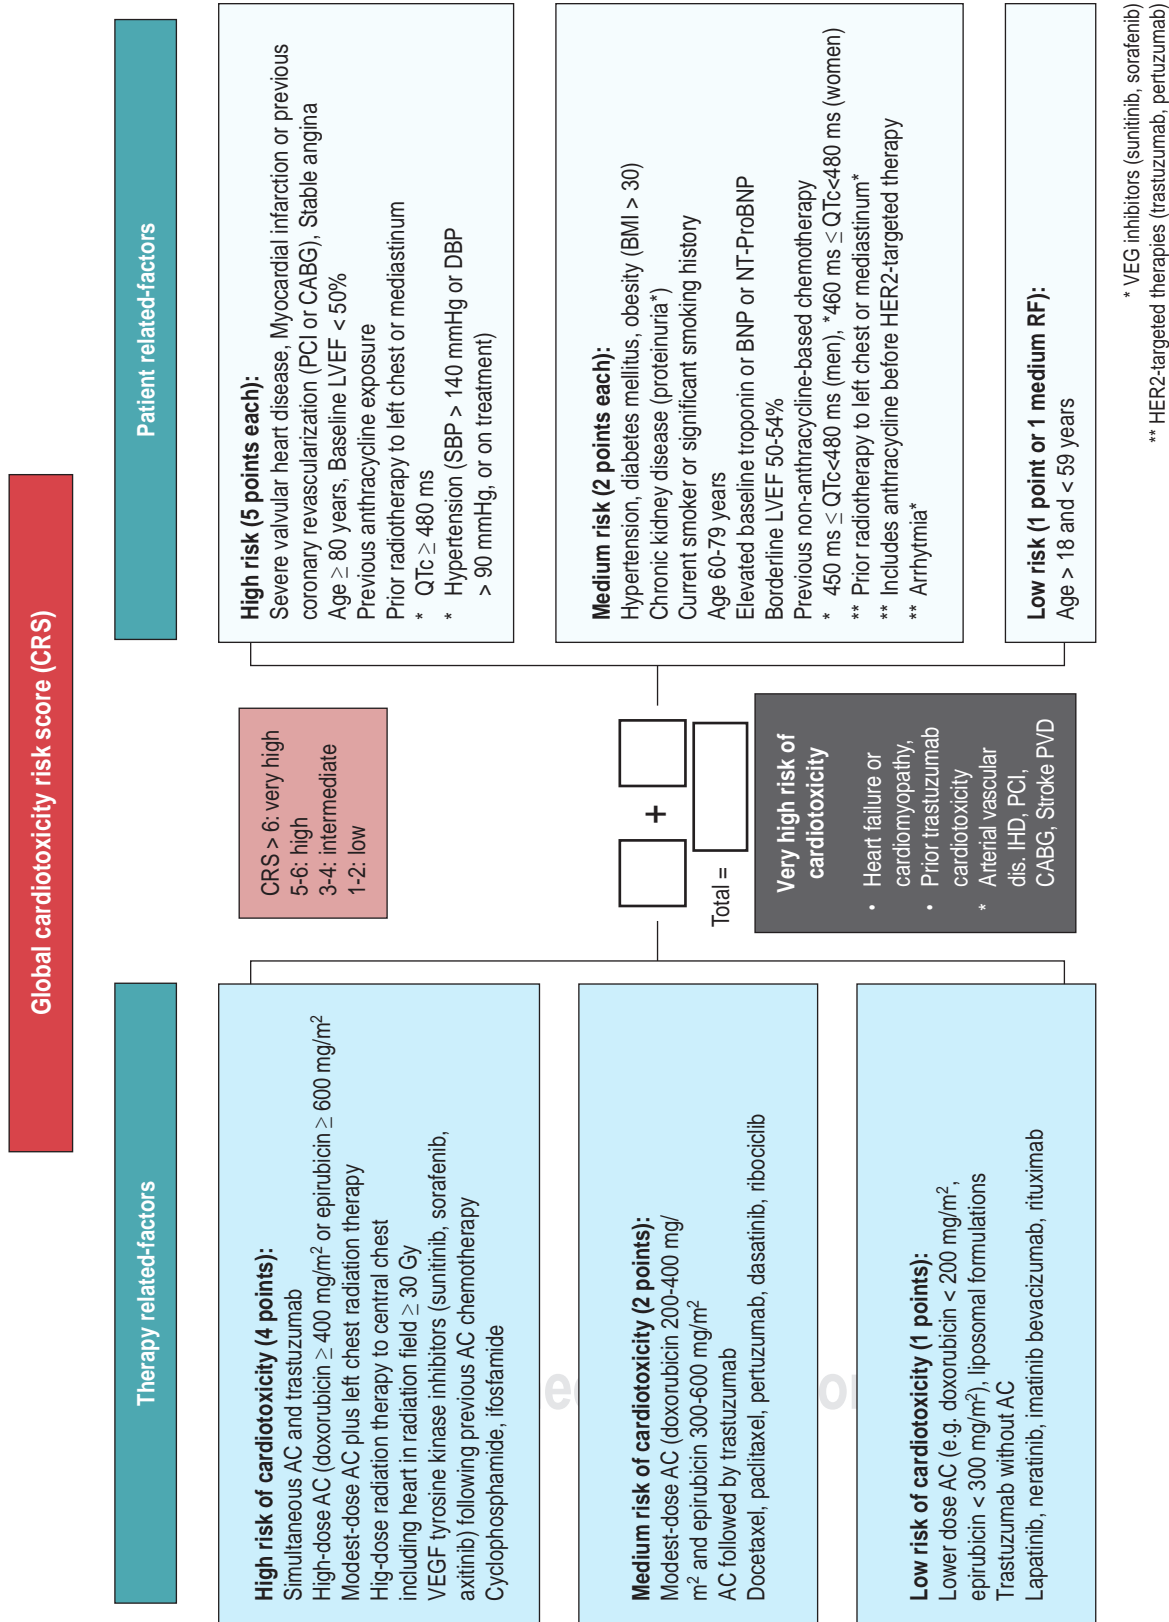 Global cardiotoxicity risk score (CRS)
Therapy related-factors
High risk of cardiotoxicity (4 points):
Simultaneous AC and trastuzumab
High-dose AC (doxorubicin ≥ 400 mg/m² or epirubicin ≥ 600 mg/m²
Modest-dose AC plus left chest radiation therapy
Hig-dose radiation therapy to central chest
including heart in radiation field ≥ 30 Gy
VEGF tyrosine kinase inhibitors (sunitinib, sorafenib,
axitinib) following previous AC chemotherapy
Cyclophosphamide, ifosfamide
Medium risk of cardiotoxicity (2 points):
Modest-dose AC (doxorubicin 200-400 mg/
m² and epirubicin 300-600 mg/m²
AC followed by trastuzumab
Docetaxel, paclitaxel, pertuzumab, dasatinib, ribociclib
Low risk of cardiotoxicity (1 points):
Lower dose AC (e.g. doxorubicin < 200 mg/m²,
epirubicin < 300 mg/m²), liposomal formulations
Trastuzumab without AC
Lapatinib, neratinib, imatinib bevacizumab, rituximab
CRS > 6: very high
5-6: high
3-4: intermediate
1-2: low
+
Total =
Very high risk of
cardiotoxicity
• Heart failure or
cardiomyopathy,
• Prior trastuzumab
cardiotoxicity
* Arterial vascular
dis. IHD, PCI,
CABG, Stroke PVD
Patient related-factors
High risk (5 points each):
Severe valvular heart disease, Myocardial infarction or previous
coronary revascularization (PCI or CABG), Stable angina
Age ≥ 80 years, Baseline LVEF < 50%
Previous anthracycline exposure
Prior radiotherapy to left chest or mediastinum
* QTc ≥ 480 ms
* Hypertension (SBP > 140 mmHg or DBP
> 90 mmHg, or on treatment)
Medium risk (2 points each):
Hypertension, diabetes mellitus, obesity (BMI > 30)
Chronic kidney disease (proteinuria*)
Current smoker or significant smoking history
Age 60-79 years
Elevated baseline troponin or BNP or NT-ProBNP
Borderline LVEF 50-54%
Previous non-anthracycline-based chemotherapy
* 450 ms ≤ QTc<480 ms (men), *460 ms ≤ QTc<480 ms (women)
** Prior radiotherapy to left chest or mediastinum*
** Includes anthracycline before HER2-targeted therapy
** Arrhytmia*
Low risk (1 point or 1 medium RF):
Age > 18 and < 59 years
* VEG inhibitors (sunitinib, sorafenib)
** HER2-targeted therapies (trastuzumab, pertuzumab)